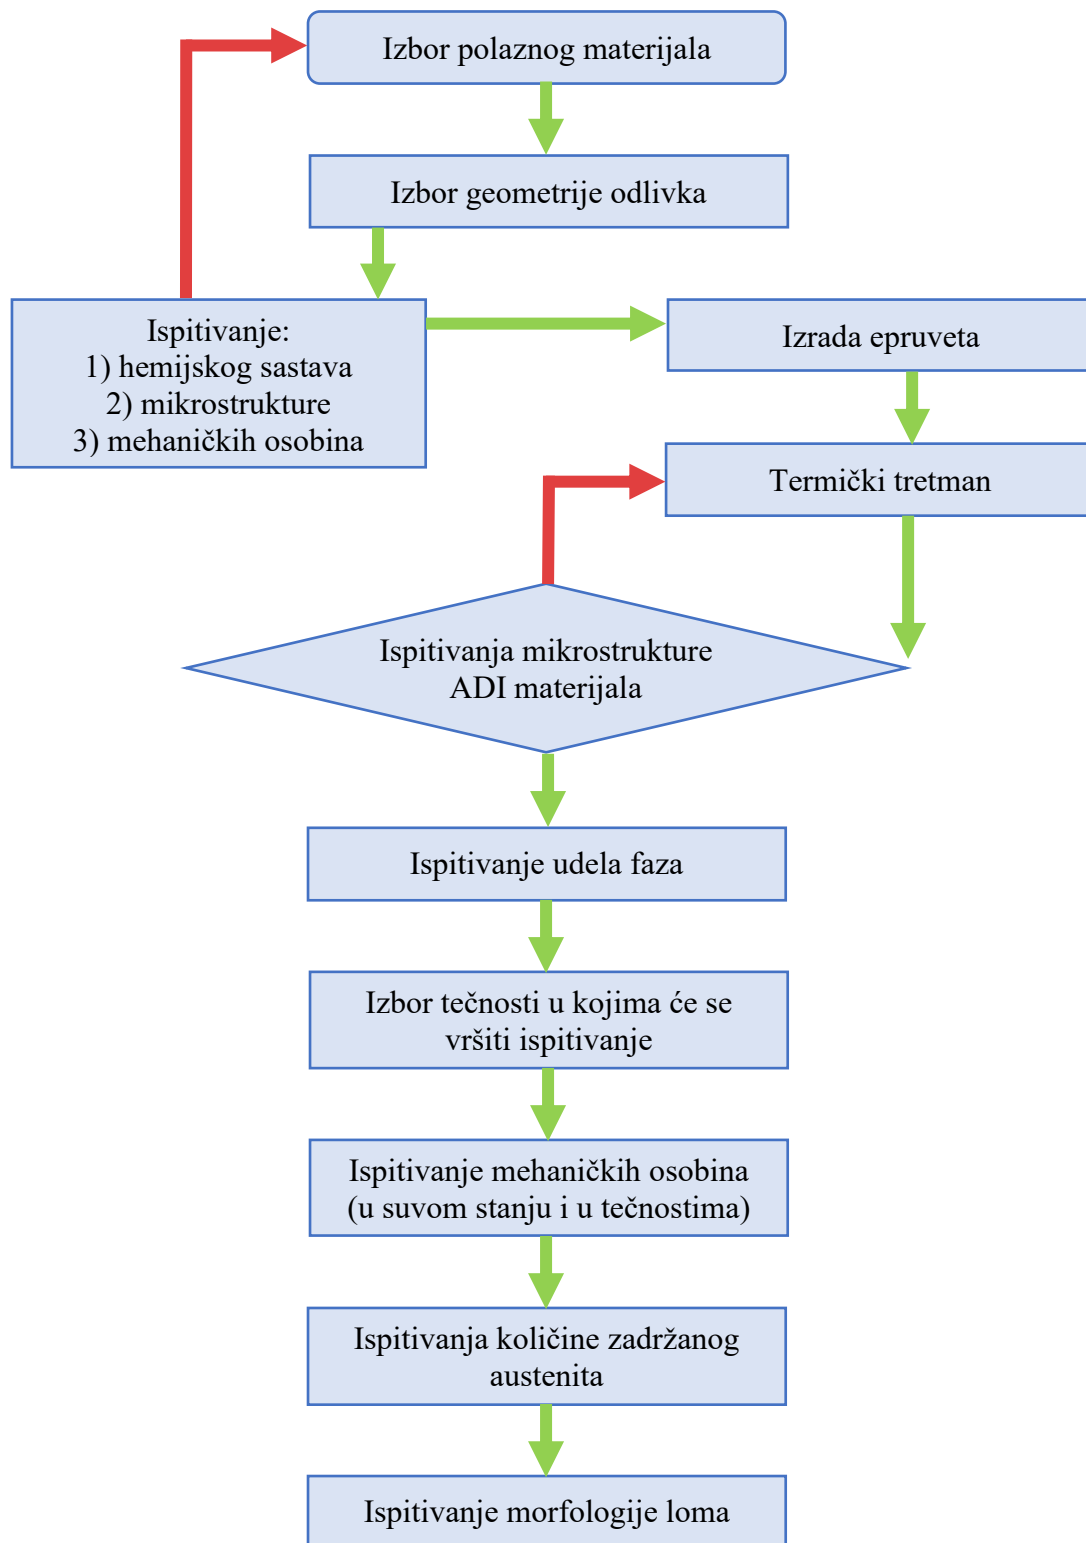 Izbor polaznog materijala
Izbor geometrije odlivka
Ispitivanje:
1) hemijskog sastava
2) mikrostrukture
3) mehaničkih osobina
Izrada epruveta
Termički tretman
Ispitivanja mikrostrukture
ADI materijala
Ispitivanje udela faza
Izbor tečnosti u kojima će se
vršiti ispitivanje
Ispitivanje mehaničkih osobina
(u suvom stanju i u tečnostima)
Ispitivanja količine zadržanog
austenita
Ispitivanje morfologije loma